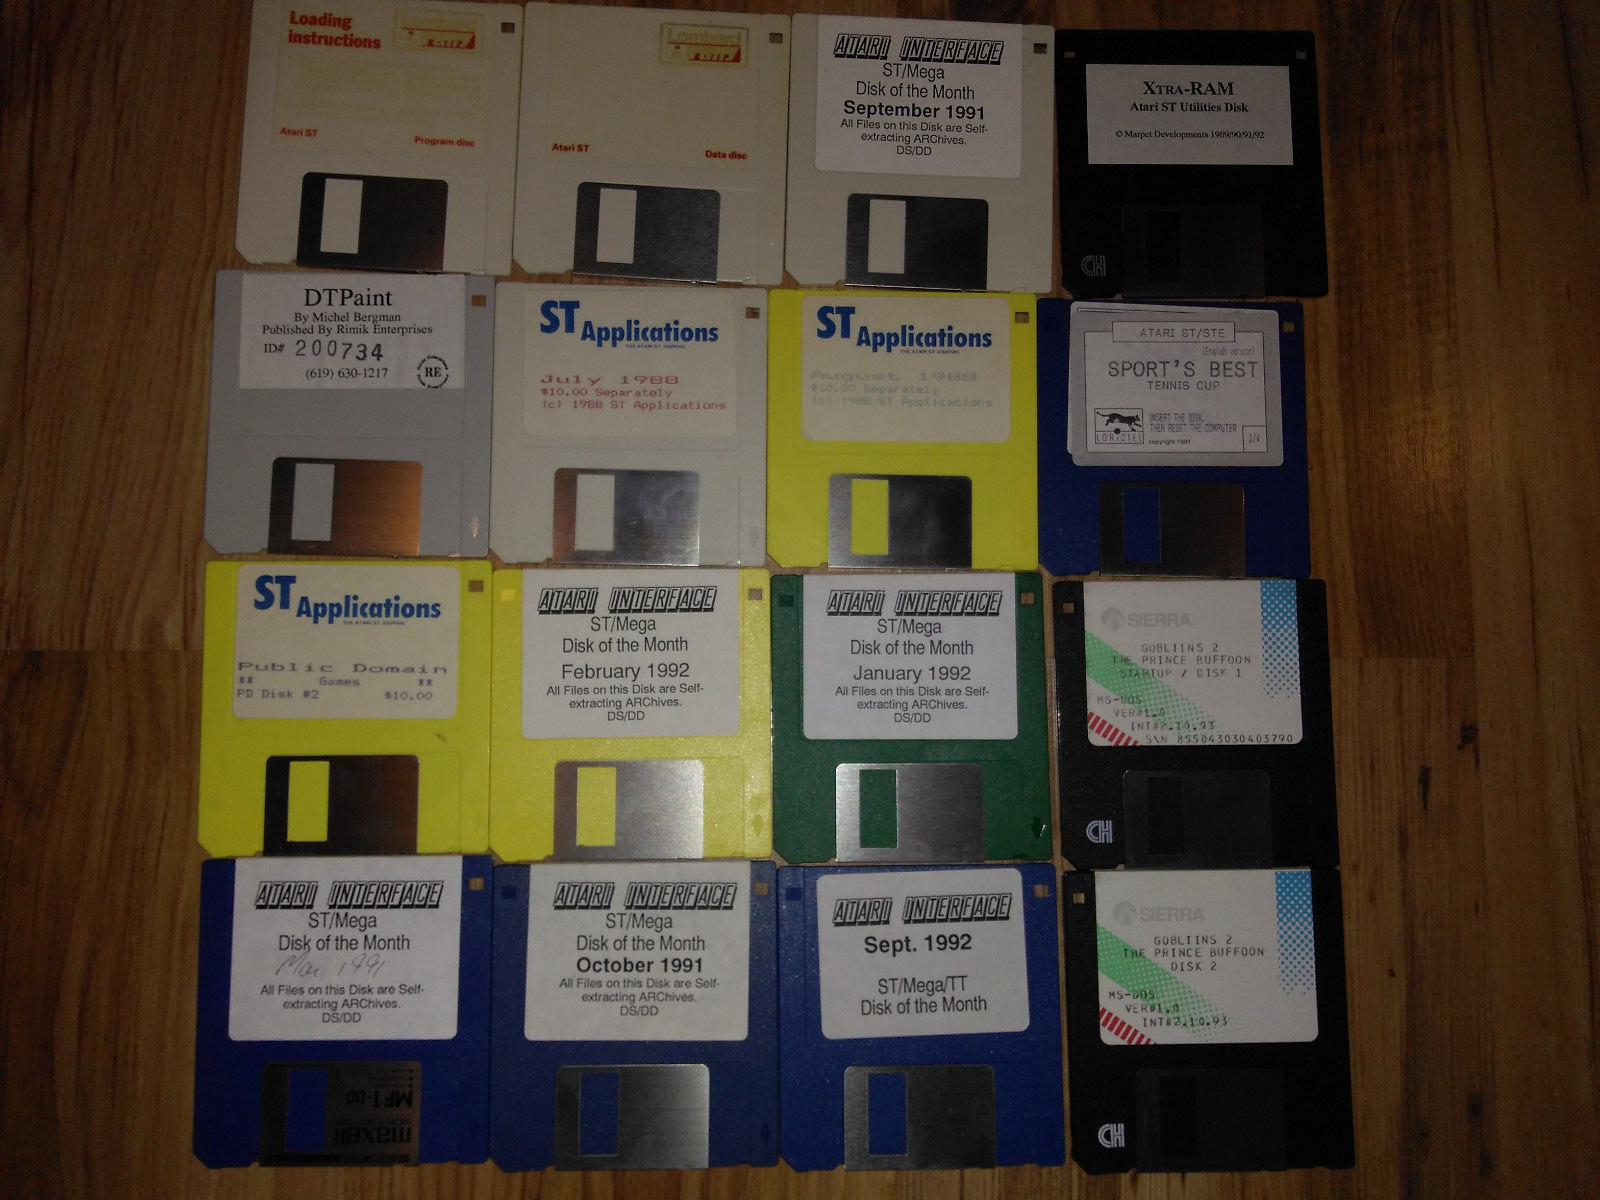 Loading
instructions
Lombard
Atari ST
Program disc
Lombard
Atari ST
Data disc
ATARI INTERFACE
ST/Mega
Disk of the Month
September 1991
All Files on this Disk are Self-
extracting ARChives.
DS/DD
XTRA-RAM
Atari ST Utilities Disk
© Marpet Developments 1989/90/91/92
CH
DTPaint
By Michel Bergman
Published By Rimik Enterprises
ID# 200734
(619) 630-1217
RE
ST Applications
THE ATARI ST JOURNAL
July 1988
$10.00 Separately
(c) 1988 ST Applications
ST Applications
THE ATARI ST JOURNAL
August 1988
$10.00 Separately
(c) 1988 ST Applications
ATARI ST/STE
(English version)
SPORT'S BEST
TENNIS CUP
INSERT THE DISK,
THEN RESET THE COMPUTER
LORICIEL
copyright 1991
ST Applications
THE ATARI ST JOURNAL
Public Domain
** Games **
PD Disk #2 $10.00
ATARI INTERFACE
ST/Mega
Disk of the Month
February 1992
All Files on this Disk are Self-
extracting ARChives.
DS/DD
ATARI INTERFACE
ST/Mega
Disk of the Month
January 1992
All Files on this Disk are Self-
extracting ARChives.
DS/DD
SIERRA
GOBLIINS 2
THE PRINCE BUFFOON
STARTUP / DISK 1
MS-DOS
VER#1.0
INT#2.10.93
S\N 855043030403790
CH
ATARI INTERFACE
ST/Mega
Disk of the Month
Mar 1991
All Files on this Disk are Self-
extracting ARChives.
DS/DD
MF1-DD
maxell
ATARI INTERFACE
ST/Mega
Disk of the Month
October 1991
All Files on this Disk are Self-
extracting ARChives.
DS/DD
ATARI INTERFACE
Sept. 1992
ST/Mega/TT
Disk of the Month
SIERRA
GOBLIINS 2
THE PRINCE BUFFOON
DISK 2
MS-DOS
VER#1.0
INT#2.10.93
CH